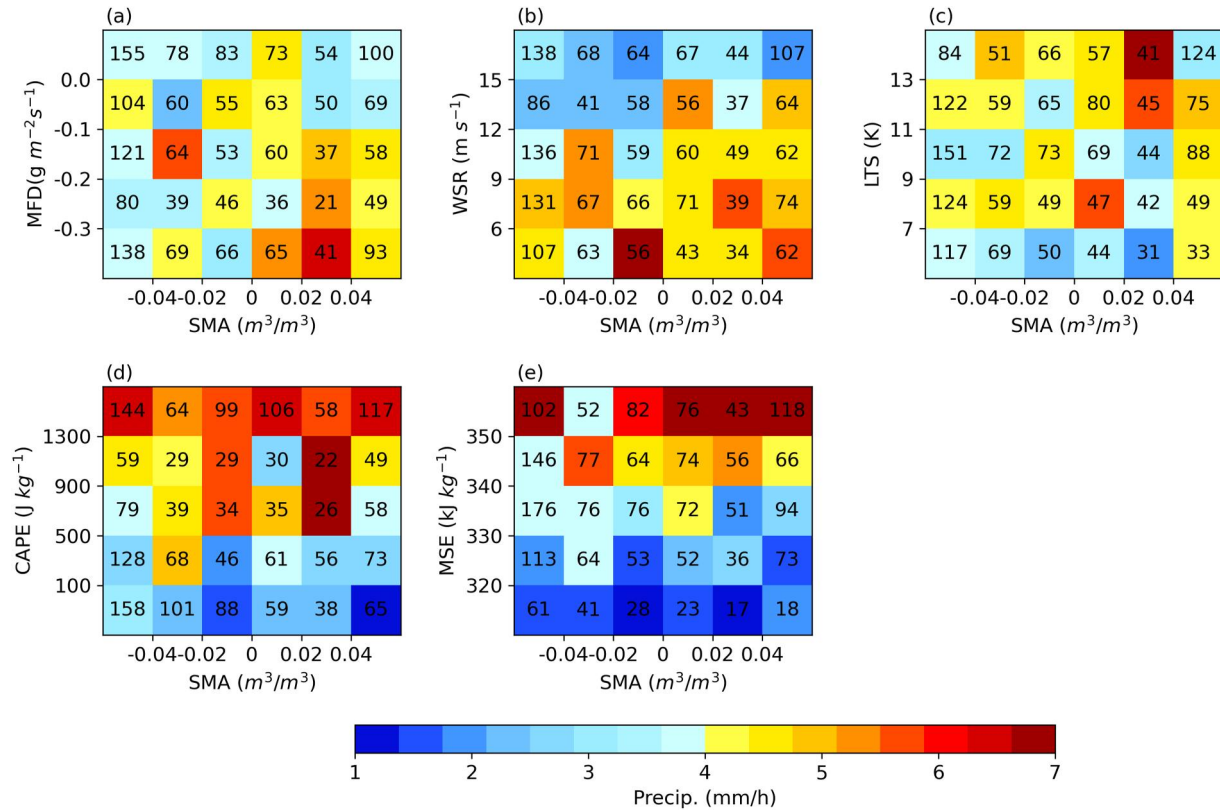 (a)
155 78 83 73 54 100
0.0
104 60 55 63 50 69
-0.1
121 64 53 60 37 58
-0.2
80 39 46 36 21 49
-0.3
138 69 66 65 41 93
MFD(g m⁻²s⁻¹)
-0.04 -0.02 0 0.02 0.04
SMA (m³/m³)
(b)
138 68 64 67 44 107
15
86 41 58 56 37 64
12
136 71 59 60 49 62
9
131 67 66 71 39 74
6
107 63 56 43 34 62
WSR (m s⁻¹)
-0.04 -0.02 0 0.02 0.04
SMA (m³/m³)
(c)
84 51 66 57 41 124
13
122 59 65 80 45 75
11
151 72 73 69 44 88
9
124 59 49 47 42 49
7
117 69 50 44 31 33
LTS (K)
-0.04 -0.02 0 0.02 0.04
SMA (m³/m³)
(d)
144 64 99 106 58 117
1300
59 29 29 30 22 49
900
79 39 34 35 26 58
500
128 68 46 61 56 73
100
158 101 88 59 38 65
CAPE (J kg⁻¹)
-0.04 -0.02 0 0.02 0.04
SMA (m³/m³)
(e)
102 52 82 76 43 118
350
146 77 64 74 56 66
340
176 76 76 72 51 94
330
113 64 53 52 36 73
320
61 41 28 23 17 18
MSE (kJ kg⁻¹)
-0.04 -0.02 0 0.02 0.04
SMA (m³/m³)
1 2 3 4 5 6 7
Precip. (mm/h)